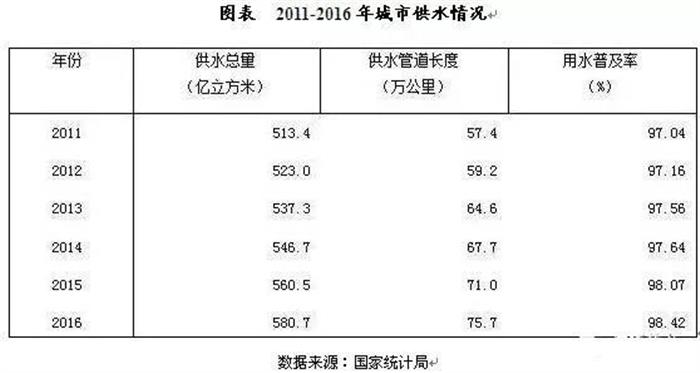 图表 2011-2016年城市供水情况
年份 供水总量 供水管道长度 用水普及率
（亿立方米） （万公里） （%）
2011 513.4 57.4 97.04
2012 523.0 59.2 97.16
2013 537.3 64.6 97.56
2014 546.7 67.7 97.64
2015 560.5 71.0 98.07
2016 580.7 75.7 98.42
数据来源：国家统计局